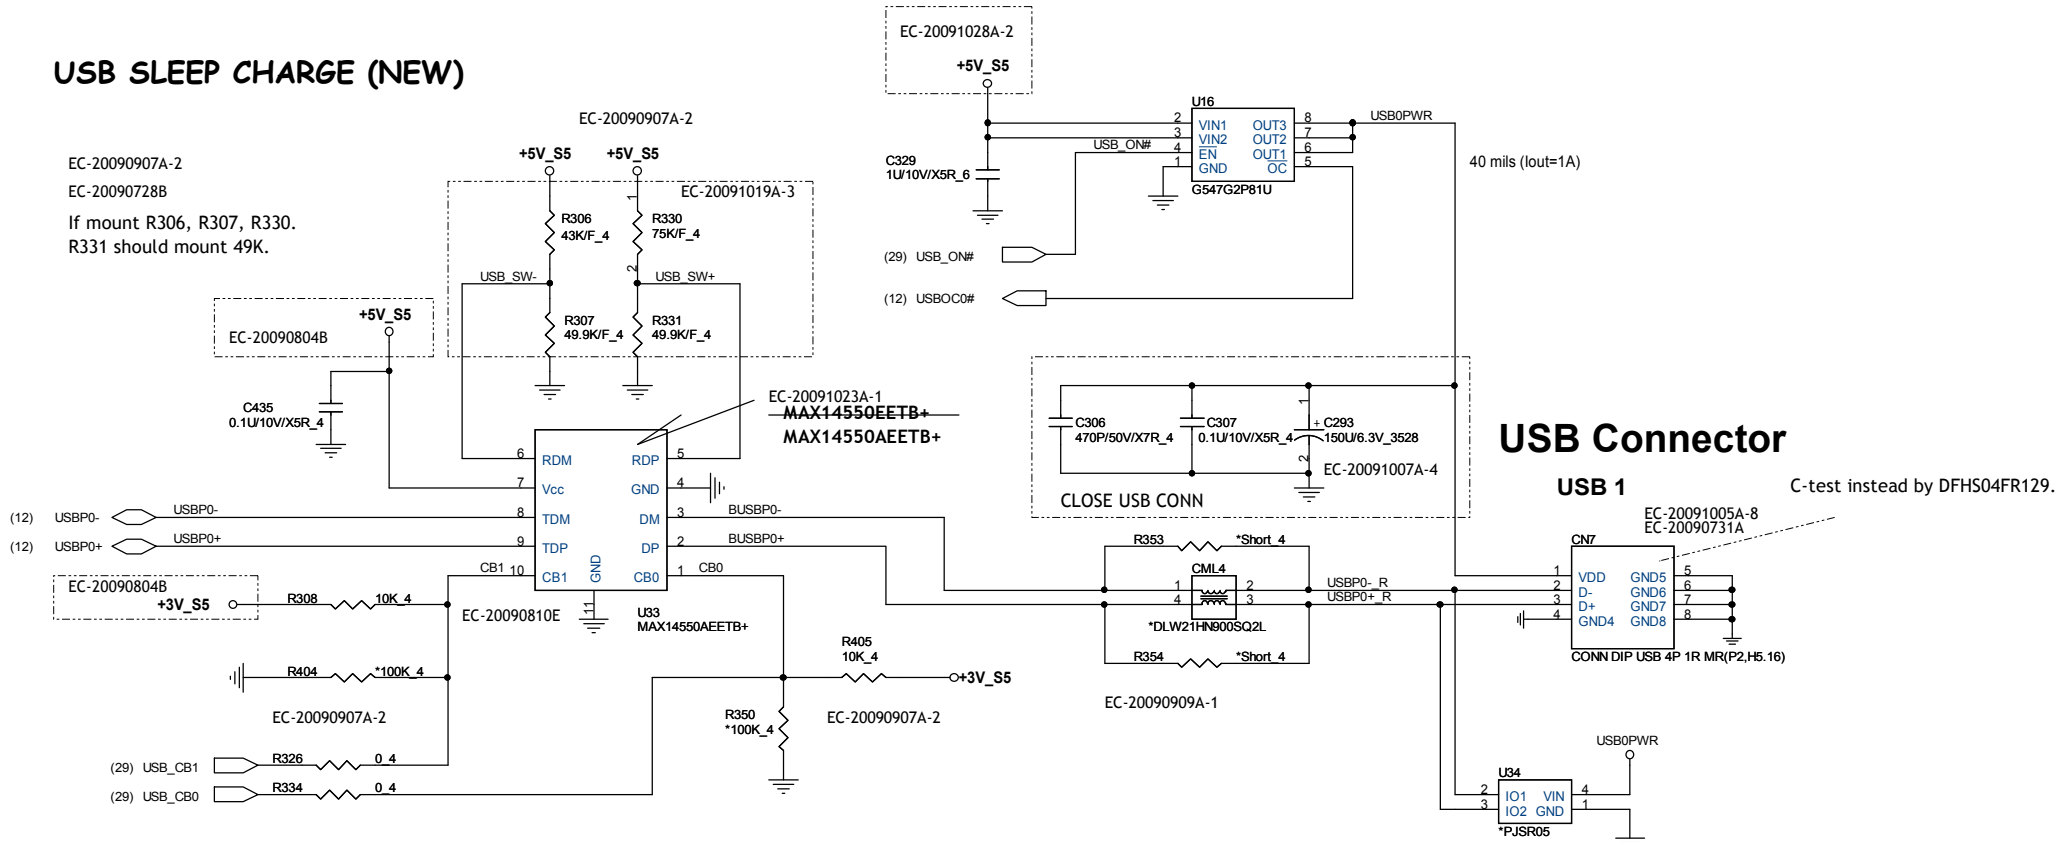 USB SLEEP CHARGE (NEW)
EC-20090907A-2
EC-20090728B
If mount R306, R307, R330.
R331 should mount 49K.
EC-20090907A-2
+5V_S5
+5V_S5
EC-20091019A-3
1
R306
43K/F_4
R330
75K/F_4
2
USB_SW-
USB_SW+
R307
49.9K/F_4
R331
49.9K/F_4
+5V_S5
EC-20090804B
C435
0.1U/10V/X5R_4
EC-20091023A-1
MAX14550EETB+
MAX14550AEETB+
6 RDM RDP 5
7 Vcc GND 4
8 TDM DM 3
9 TDP DP 2
CB1 10 CB1 GND CB0 1 CB0
11
U33
MAX14550AEETB+
(12) USBP0- USBP0-
(12) USBP0+ USBP0+
BUSBP0-
BUSBP0+
EC-20090804B
+3V_S5
R308 10K_4
EC-20090810E
R404 *100K_4
EC-20090907A-2
(29) USB_CB1 R326 0_4
(29) USB_CB0 R334 0_4
R405
10K_4
+3V_S5
R350
*100K_4
EC-20090907A-2
EC-20091028A-2
+5V_S5
C329
1U/10V/X5R_6
USB_ON#
U16
2 VIN1 OUT3 8
3 VIN2 OUT2 7
4 EN OUT1 6
1 GND OC 5
G547G2P81U
USB0PWR
40 mils (Iout=1A)
(29) USB_ON#
(12) USBOC0#
C306
470P/50V/X7R_4
C307
0.1U/10V/X5R_4
1
+ C293
150U/6.3V_3528
2
EC-20091007A-4
CLOSE USB CONN
R353 *Short_4
CML4
1 2
4 3
*DLW21HN900SQ2L
R354 *Short_4
EC-20090909A-1
USBP0-_R
USBP0+_R
USB Connector
USB 1
C-test instead by DFHS04FR129.
EC-20091005A-8
EC-20090731A
CN7
1 VDD GND5 5
2 D- GND6 6
3 D+ GND7 7
4 GND4 GND8 8
CONN DIP USB 4P 1R MR(P2,H5.16)
USB0PWR
U34
2 IO1 VIN 4
3 IO2 GND 1
*PJSR05